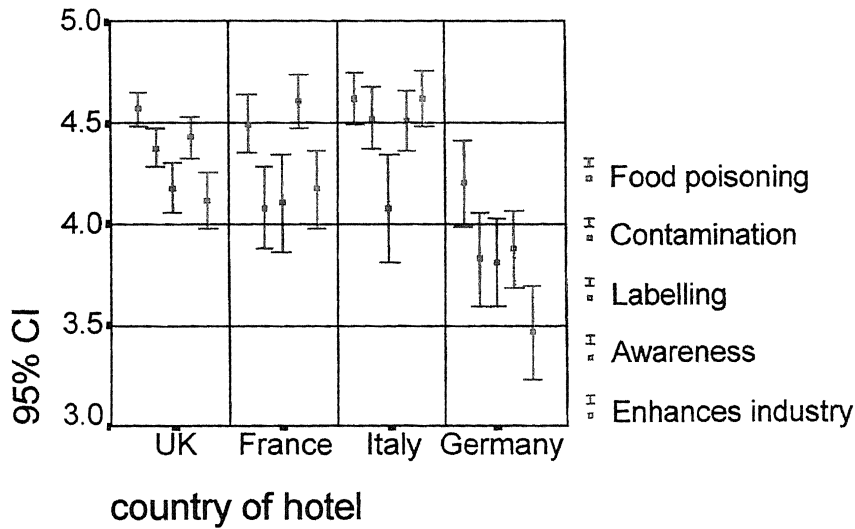 5.0
4.5
4.0
3.5
3.0
95% CI
UK France Italy Germany
country of hotel
Food poisoning
Contamination
Labelling
Awareness
Enhances industry